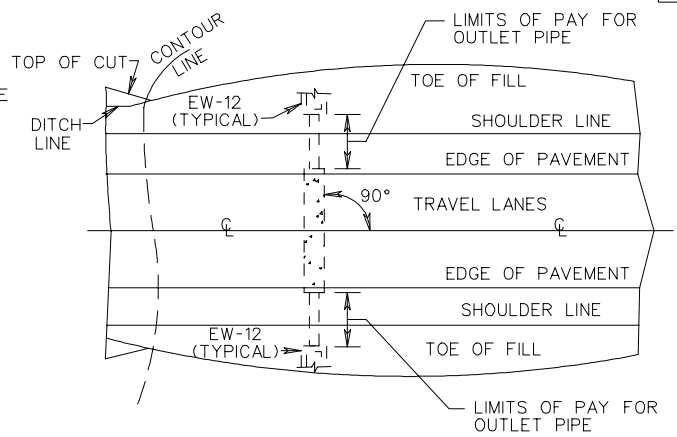 LIMITS OF PAY FOR
OUTLET PIPE
TOP OF CUT
CONTOUR
LINE
E
DITCH
LINE
EW-12
(TYPICAL)
TOE OF FILL
SHOULDER LINE
EDGE OF PAVEMENT
90°
TRAVEL LANES
℄
℄
EDGE OF PAVEMENT
SHOULDER LINE
EW-12
(TYPICAL)
TOE OF FILL
LIMITS OF PAY FOR
OUTLET PIPE